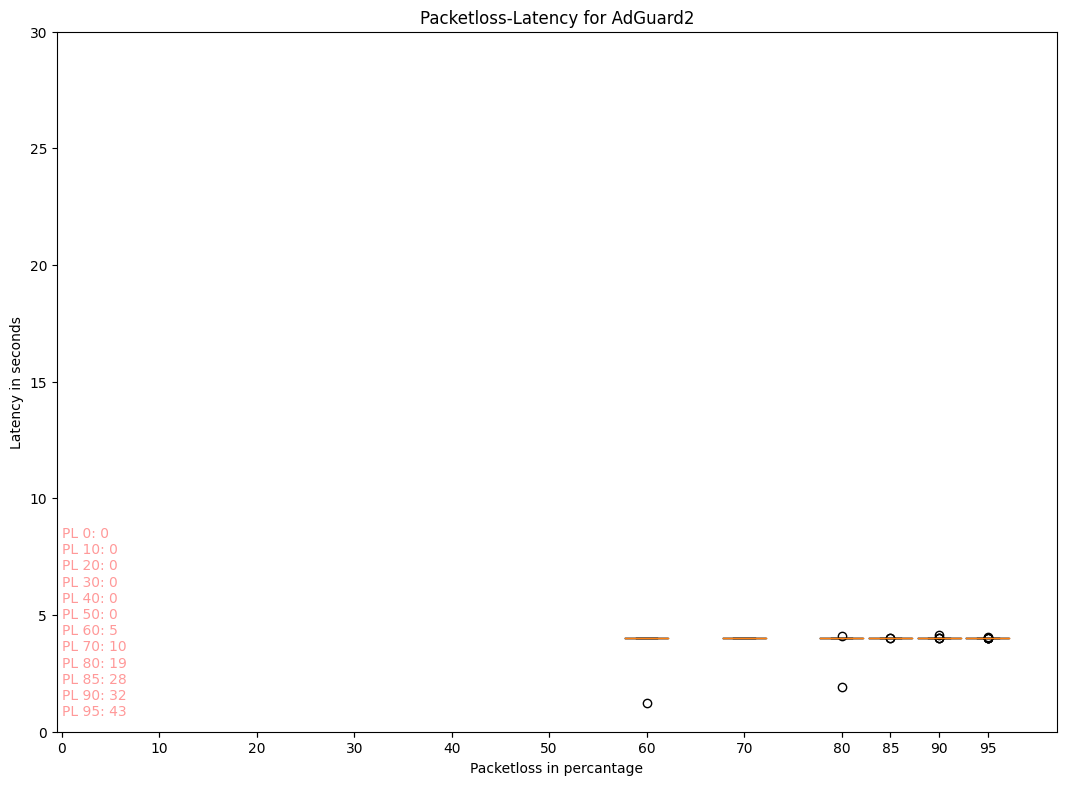 Packetloss-Latency for AdGuard2
30
25
20
15
10
5
0
Latency in seconds
PL 0: 0
PL 10: 0
PL 20: 0
PL 30: 0
PL 40: 0
PL 50: 0
PL 60: 5
PL 70: 10
PL 80: 19
PL 85: 28
PL 90: 32
PL 95: 43
0 10 20 30 40 50 60 70 80 85 90 95
Packetloss in percantage